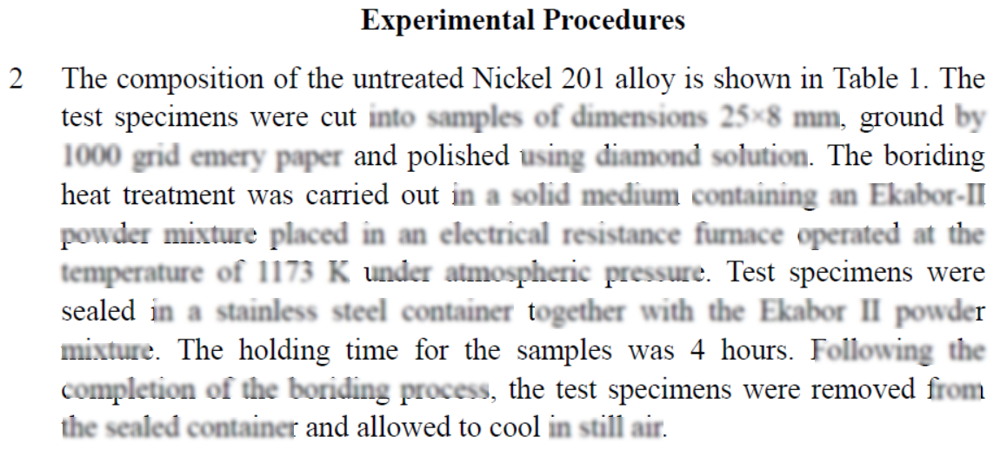 Experimental Procedures
2 The composition of the untreated Nickel 201 alloy is shown in Table 1. The
test specimens were cut into samples of dimensions 25×8 mm, ground by
1000 grid emery paper and polished using diamond solution. The boriding
heat treatment was carried out in a solid medium containing an Ekabor-II
powder mixture placed in an electrical resistance furnace operated at the
temperature of 1173 K under atmospheric pressure. Test specimens were
sealed in a stainless steel container together with the Ekabor II powder
mixture. The holding time for the samples was 4 hours. Following the
completion of the boriding process, the test specimens were removed from
the sealed container and allowed to cool in still air.